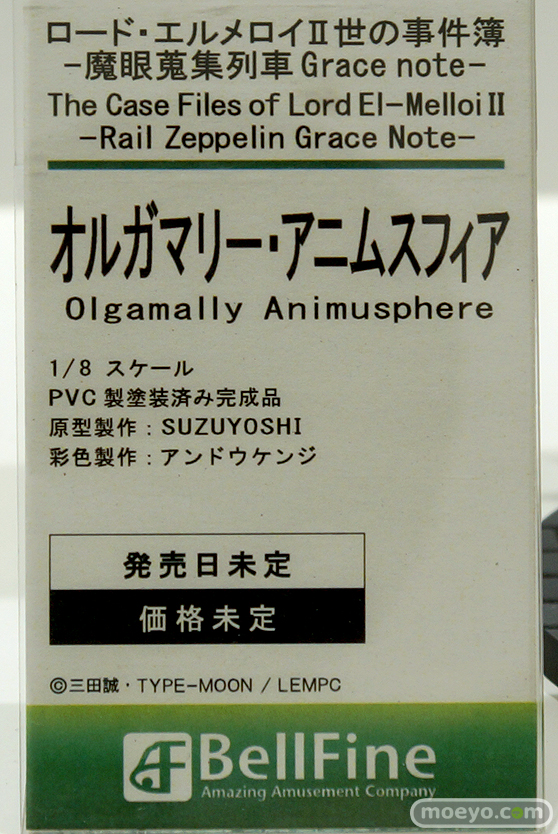 ロード・エルメロイⅡ世の事件簿
-魔眼蒐集列車 Grace note-
The Case Files of Lord El-MelloiⅡ
-Rail Zeppelin Grace Note-
オルガマリー・アニムスフィア
Olgamally Animusphere
1/8 スケール
PVC 製塗装済み完成品
原型製作：SUZUYOSHI
彩色製作：アンドウケンジ
発売日未定
価格未定
©三田誠・TYPE-MOON / LEMPC
BellFine
Amazing Amusement Company
moeyo.com